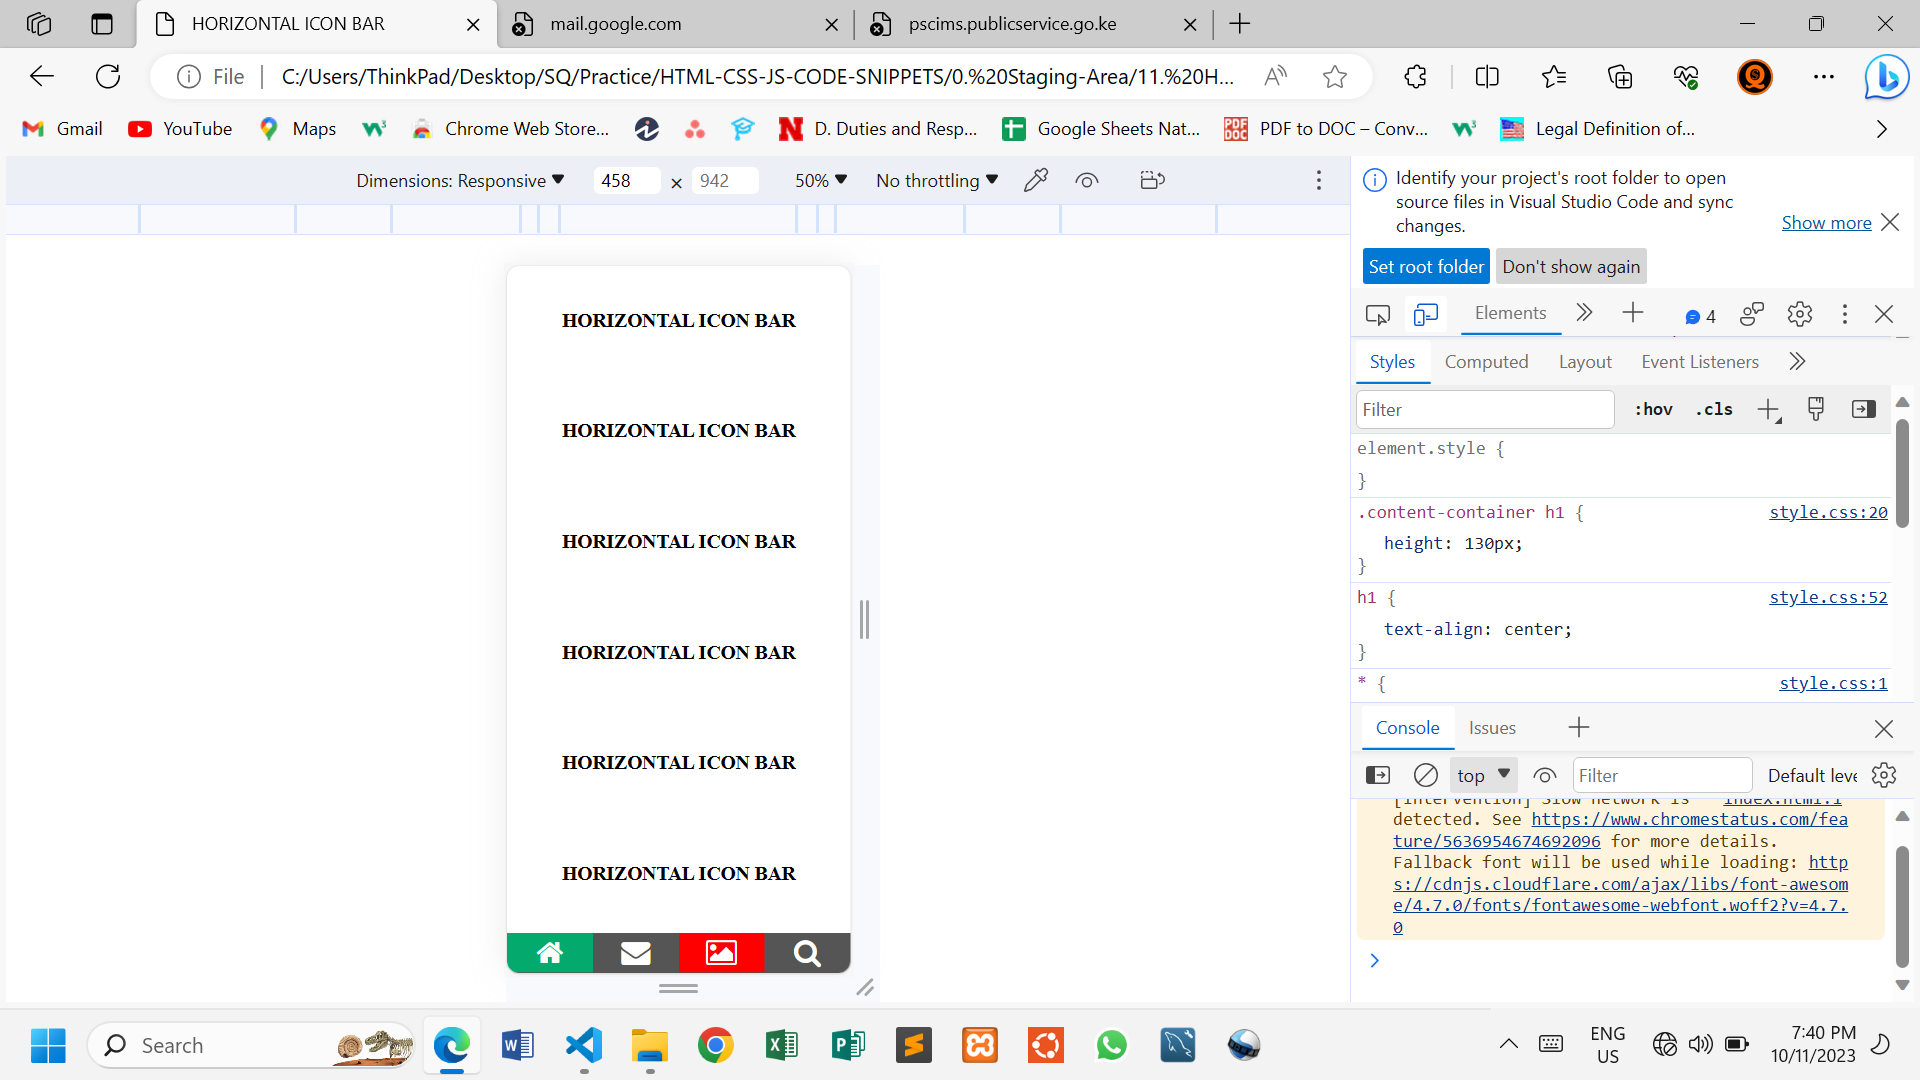 HORIZONTAL ICON BAR
mail.google.com
pscims.publicservice.go.ke
File
C:/Users/ThinkPad/Desktop/SQ/Practice/HTML-CSS-JS-CODE-SNIPPETS/0.%20Staging-Area/11.%20H...
Gmail
YouTube
Maps
Chrome Web Store...
D. Duties and Resp...
Google Sheets Nat...
PDF to DOC – Conv...
Legal Definition of...
Dimensions: Responsive
458
×
942
50%
No throttling
HORIZONTAL ICON BAR
HORIZONTAL ICON BAR
HORIZONTAL ICON BAR
HORIZONTAL ICON BAR
HORIZONTAL ICON BAR
HORIZONTAL ICON BAR
Identify your project's root folder to open
source files in Visual Studio Code and sync
changes.
Show more
Set root folder
Don't show again
Elements
4
Styles
Computed
Layout
Event Listeners
Filter
:hov
.cls
element.style {
}
.content-container h1 {
style.css:20
height: 130px;
}
h1 {
style.css:52
text-align: center;
}
* {
style.css:1
Console
Issues
top
Filter
Default leve
[Intervention] Slow network is
index.html:1
detected. See https://www.chromestatus.com/fea
ture/5636954674692096 for more details.
Fallback font will be used while loading: http
s://cdnjs.cloudflare.com/ajax/libs/font-awesom
e/4.7.0/fonts/fontawesome-webfont.woff2?v=4.7.
0
Search
ENG
US
7:40 PM
10/11/2023